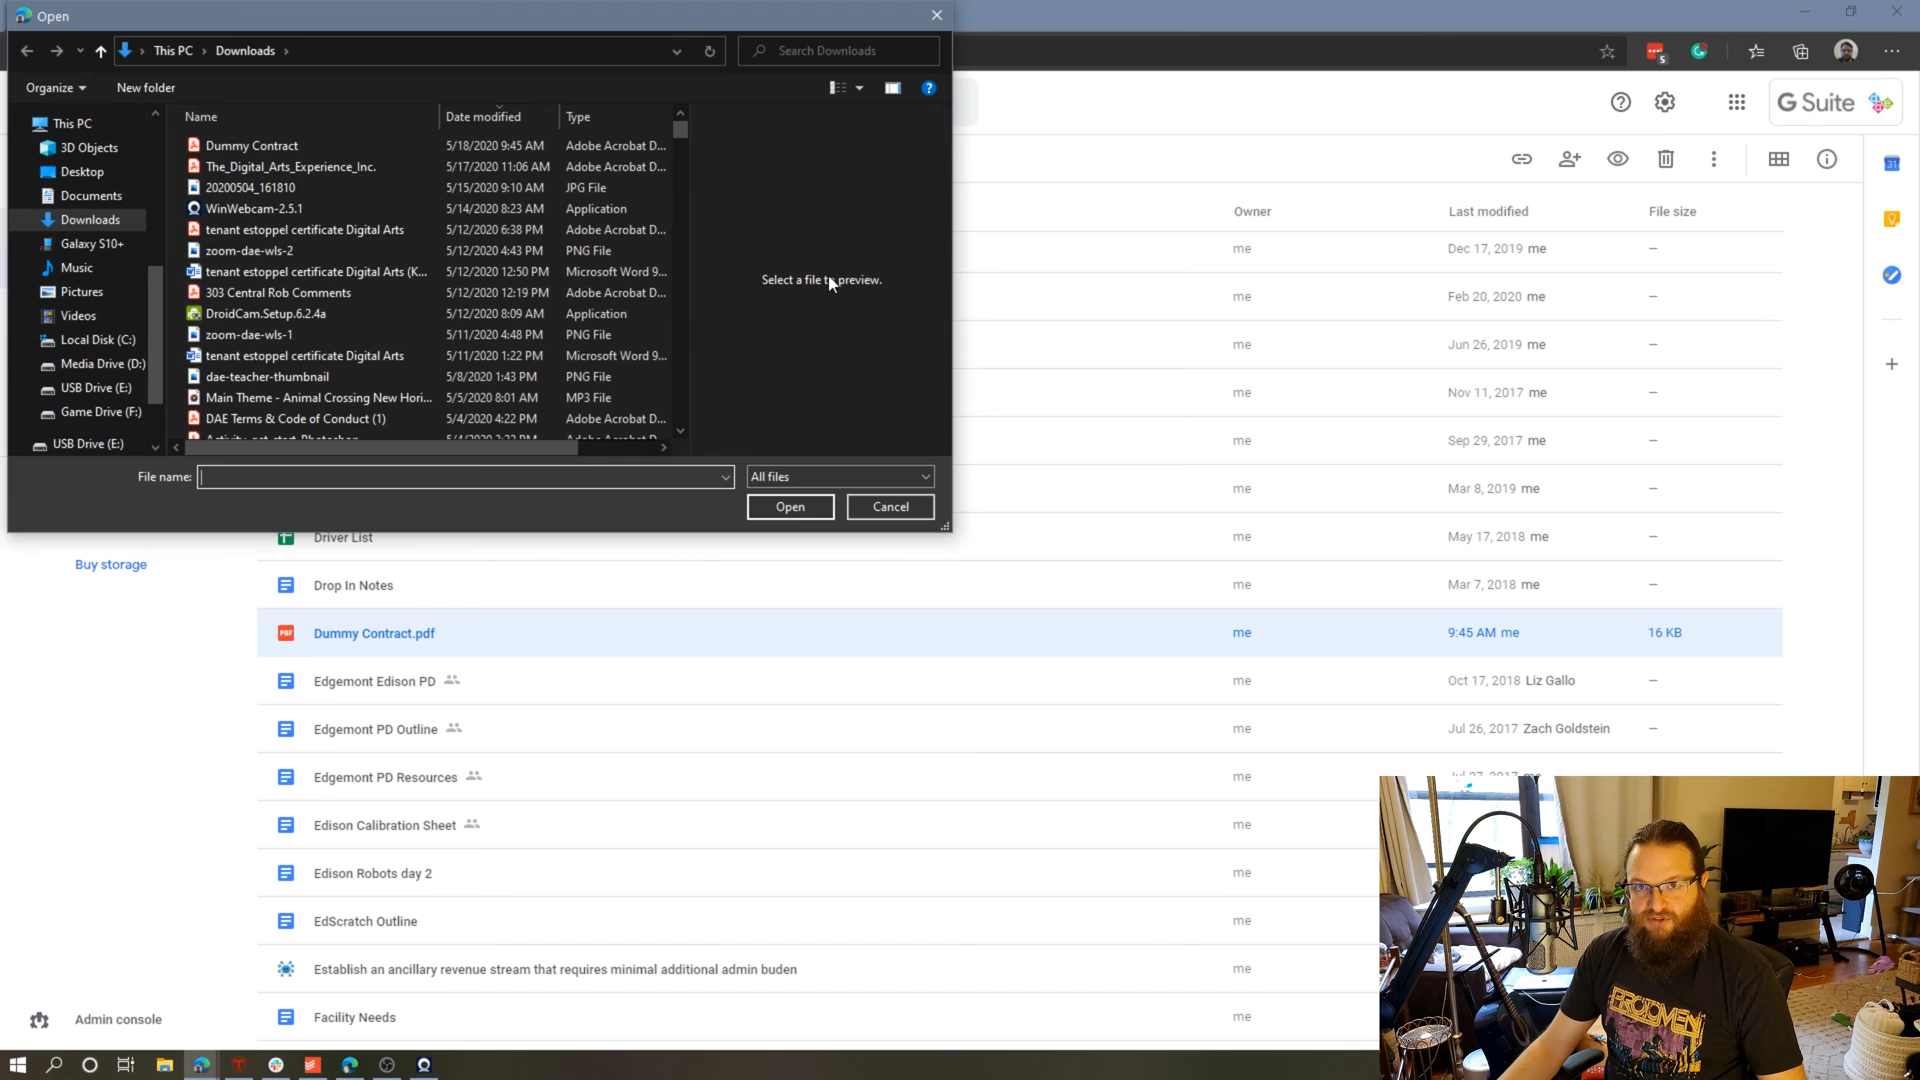 Open
This PC > Downloads >
Search Downloads
Organize
New folder
?
This PC
3D Objects
Desktop
Documents
Downloads
Galaxy S10+
Music
Pictures
Videos
Local Disk (C:)
Media Drive (D:)
USB Drive (E:)
Game Drive (F:)
USB Drive (E:)
Name Date modified Type
Dummy Contract 5/18/2020 9:45 AM Adobe Acrobat D...
The_Digital_Arts_Experience_Inc. 5/17/2020 11:06 AM Adobe Acrobat D...
20200504_161810 5/15/2020 9:10 AM JPG File
WinWebcam-2.5.1 5/14/2020 8:23 AM Application
tenant estoppel certificate Digital Arts 5/12/2020 6:38 PM Adobe Acrobat D...
zoom-dae-wls-2 5/12/2020 4:43 PM PNG File
tenant estoppel certificate Digital Arts (K... 5/12/2020 12:50 PM Microsoft Word 9...
303 Central Rob Comments 5/12/2020 12:19 PM Adobe Acrobat D...
DroidCam.Setup.6.2.4a 5/12/2020 8:09 AM Application
zoom-dae-wls-1 5/11/2020 4:48 PM PNG File
tenant estoppel certificate Digital Arts 5/11/2020 1:22 PM Microsoft Word 9...
dae-teacher-thumbnail 5/8/2020 1:43 PM PNG File
Main Theme - Animal Crossing New Hori... 5/5/2020 8:01 AM MP3 File
DAE Terms & Code of Conduct (1) 5/4/2020 4:22 PM Adobe Acrobat D...
Select a file to preview.
File name:
All files
Open Cancel
5
G Suite
31
Owner Last modified File size
me Dec 17, 2019 me –
me Feb 20, 2020 me –
me Jun 26, 2019 me –
me Nov 11, 2017 me –
me Sep 29, 2017 me –
me Mar 8, 2019 me –
Driver List me May 17, 2018 me –
Buy storage
Drop In Notes me Mar 7, 2018 me –
PDF Dummy Contract.pdf me 9:45 AM me 16 KB
Edgemont Edison PD me Oct 17, 2018 Liz Gallo –
Edgemont PD Outline me Jul 26, 2017 Zach Goldstein –
Edgemont PD Resources me
Edison Calibration Sheet me
Edison Robots day 2 me
EdScratch Outline me
Establish an ancillary revenue stream that requires minimal additional admin buden me
Facility Needs me
Admin console
PROTOMEN